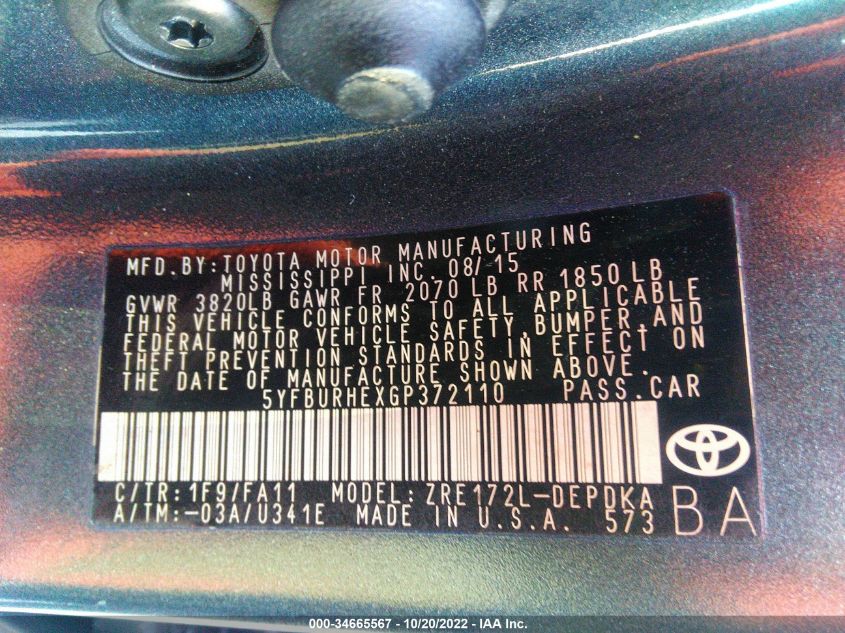 MFD.BY:TOYOTA MOTOR MANUFACTURING
MISSISSIPPI INC. 08/15
GVWR 3820LB GAWR FR 2070 LB RR 1850 LB
THIS VEHICLE CONFORMS TO ALL APPLICABLE
FEDERAL MOTOR VEHICLE SAFETY,BUMPER,AND
THEFT PREVENTION STANDARDS IN EFFECT ON
THE DATE OF MANUFACTURE SHOWN ABOVE.
5YFBURHEXGP372110 PASS.CAR
C/TR:1F9/FA11 MODEL:ZRE172L-DEPDKA
A/TM:-03A/U341E MADE IN U.S.A. 573
BA
000-34665567 - 10/20/2022 - IAA Inc.